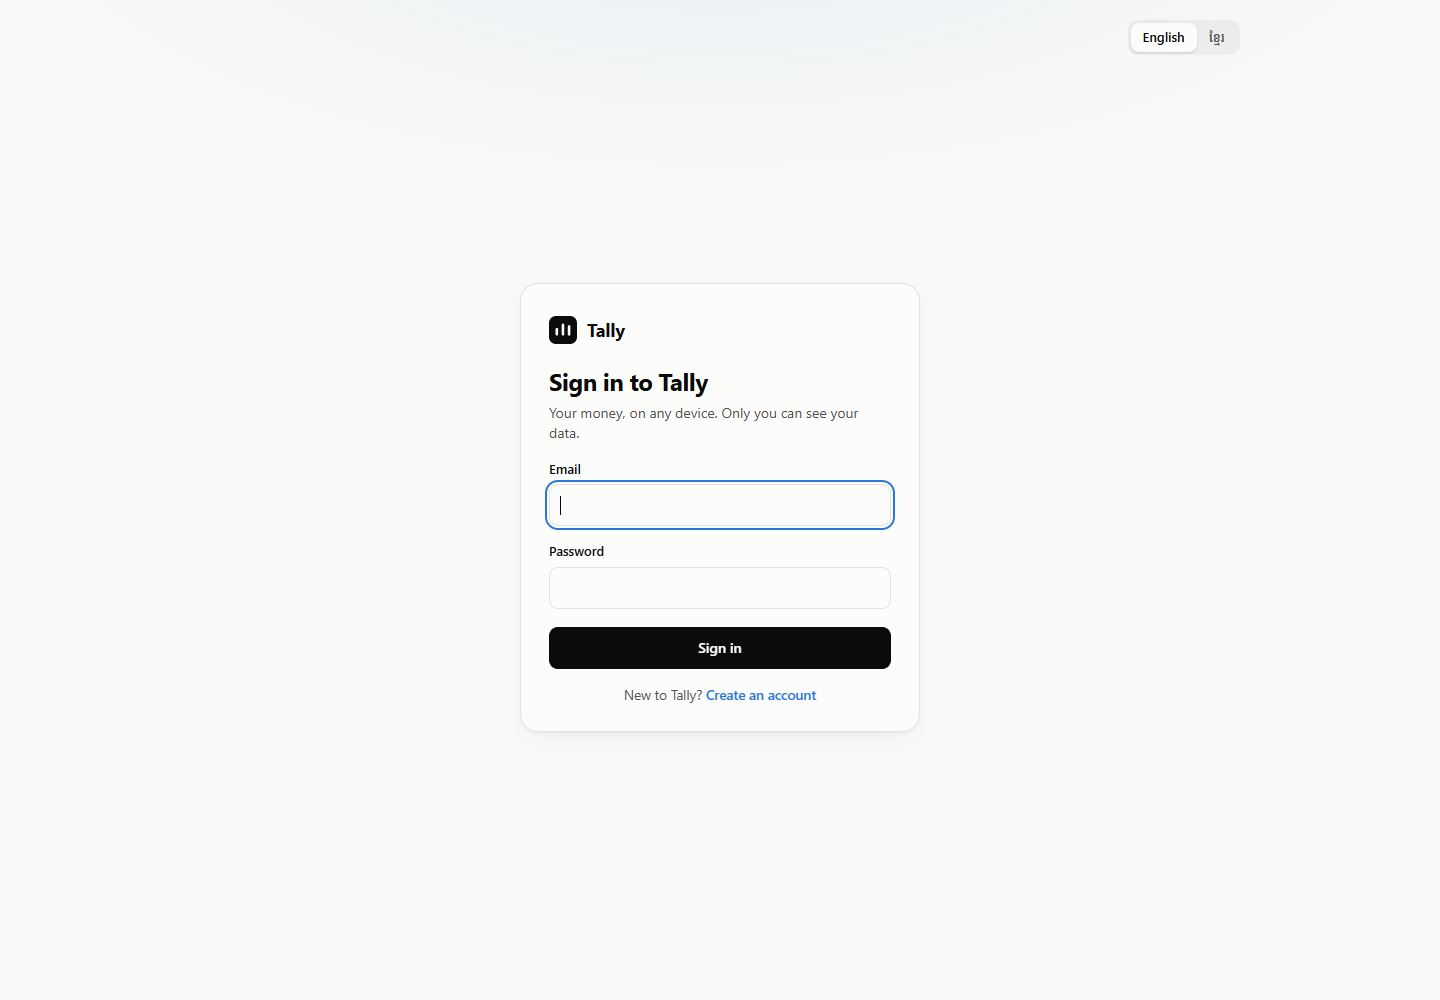 English
ខ្មែរ
Tally
Sign in to Tally
Your money, on any device. Only you can see your
data.
Email
Password
Sign in
New to Tally? Create an account